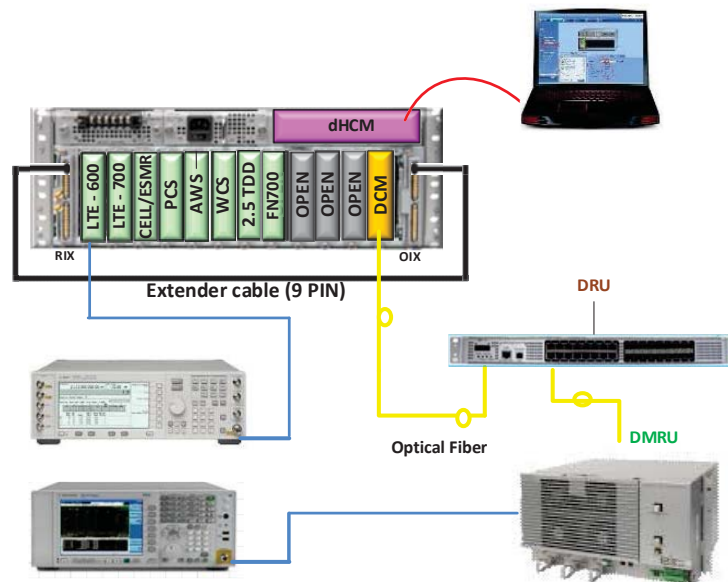 dHCM
LTE - 600
LTE - 700
CELL/ESMR
PCS
AWS —
WCS
2.5 TDD
FN700
OPEN
OPEN
OPEN
DCM
RIX
OIX
Extender cable (9 PIN)
DRU
Optical Fiber
DMRU